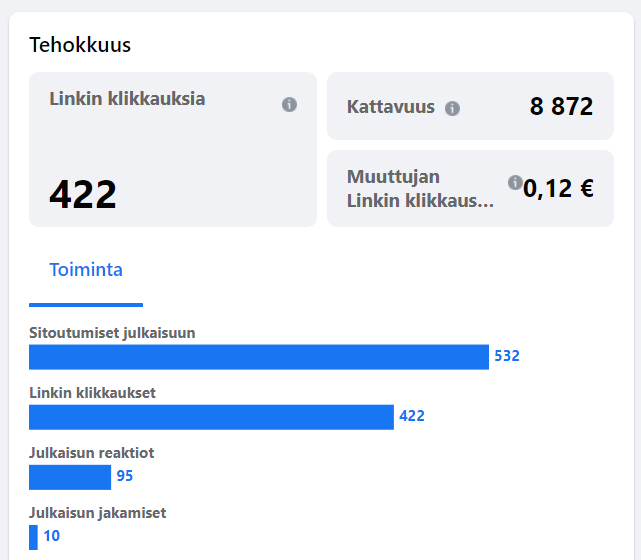 Tehokkuus
Linkin klikkauksia
422
Kattavuus
8 872
Muuttujan
Linkin klikkaus...
0,12 €
Toiminta
Sitoutumiset julkaisuun
532
Linkin klikkaukset
422
Julkaisun reaktiot
95
Julkaisun jakamiset
10